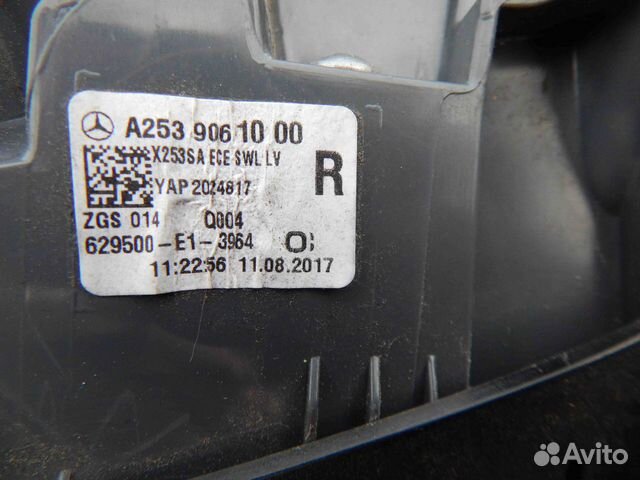 A253 906 10 00
X253SA ECE SWL LV
YAP 2024817
R
ZGS 014 Q004
629500-E1-3964
11:22:56 11.08.2017
Avito